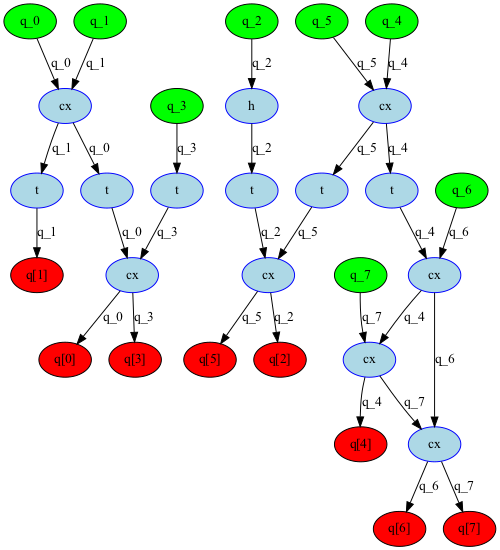 q_0 q_1 q_2 q_5 q_4
q_0 q_1 q_2 q_5 q_4
cx q_3 h cx
q_1 q_0 q_3 q_2 q_5 q_4
t t t t t t q_6
q_1 q_0 q_3 q_2 q_5 q_4 q_6
q[1] cx cx q_7 cx
q_0 q_3 q_5 q_2 q_7 q_4
q[0] q[3] q[5] q[2] cx q_6
q_4 q_7
q[4] cx
q_6 q_7
q[6] q[7]